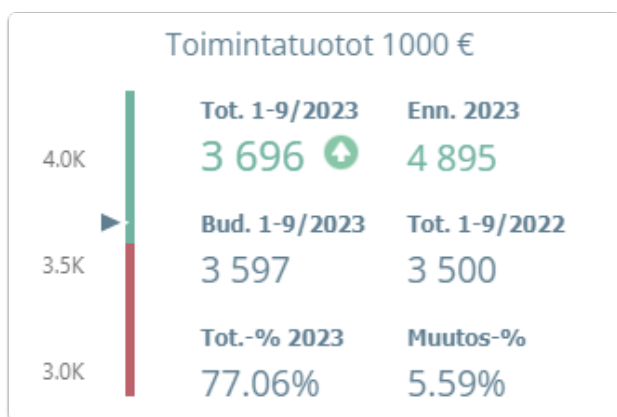 Toimintatuotot 1000 €
Tot. 1-9/2023 Enn. 2023
4.0K 3 696 4 895
Bud. 1-9/2023 Tot. 1-9/2022
3.5K 3 597 3 500
Tot.-% 2023 Muutos-%
3.0K 77.06% 5.59%